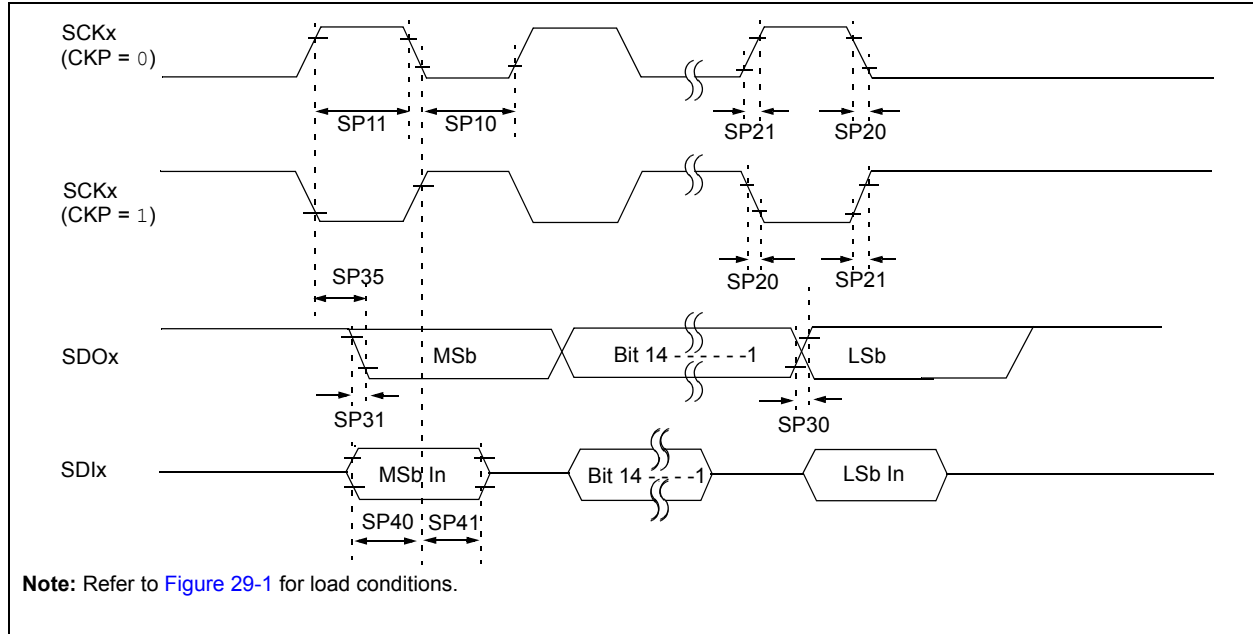 SCKx
(CKP = 0)
SP11
SP10
SP21
SP20
SCKx
(CKP = 1)
SP35
SP20
SP21
SDOx
MSb
Bit 14 - - - - - -1
LSb
SP31
SP30
SDIx
MSb In
Bit 14 - - - - -1
LSb In
SP40
SP41
Note: Refer to Figure 29-1 for load conditions.